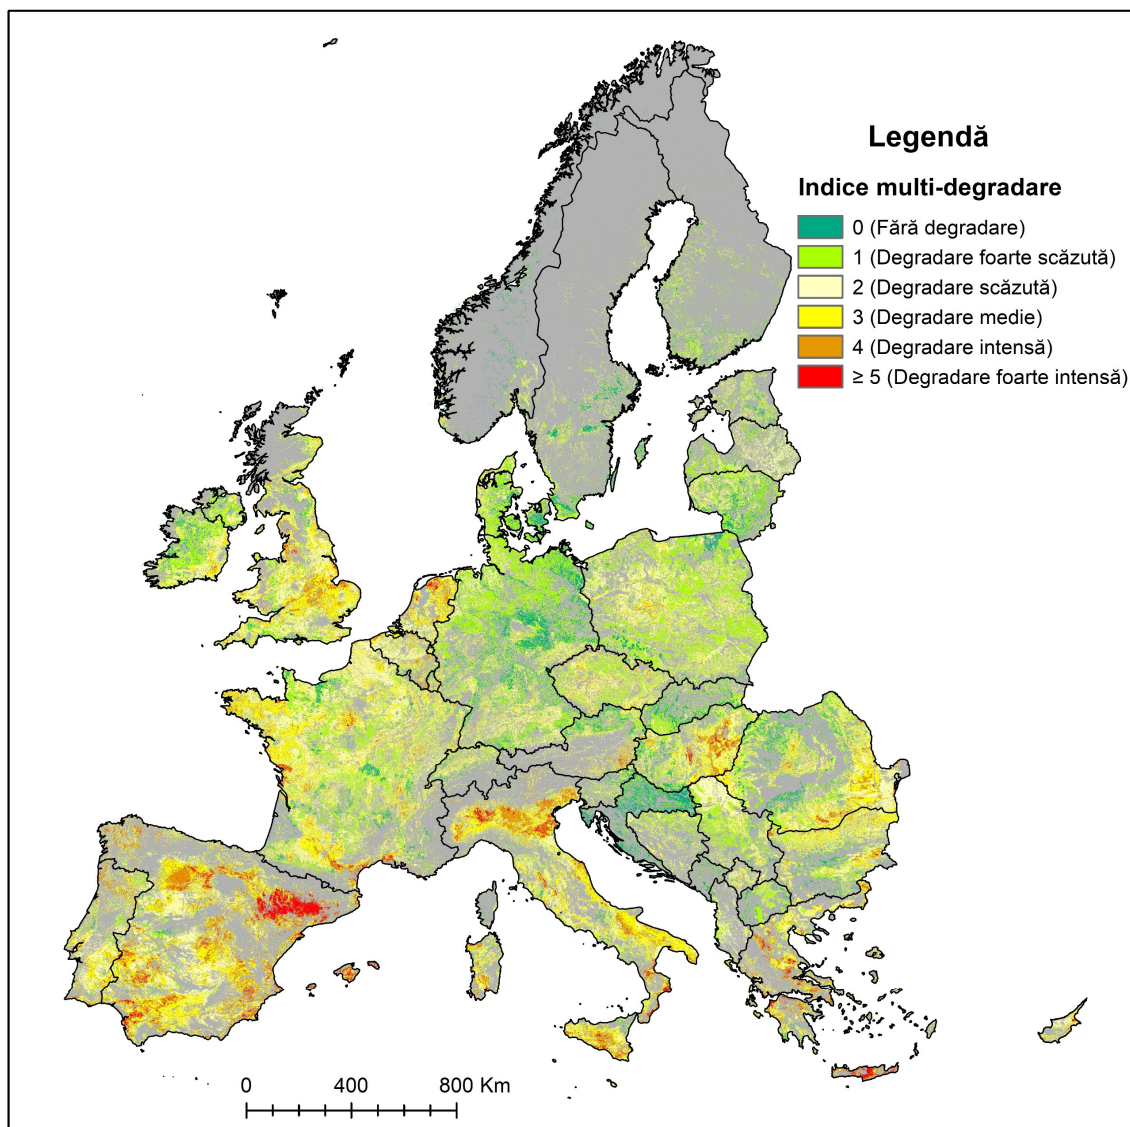 Legendă
Indice multi-degradare
0 (Fără degradare)
1 (Degradare foarte scăzută)
2 (Degradare scăzută)
3 (Degradare medie)
4 (Degradare intensă)
≥ 5 (Degradare foarte intensă)
0 400 800 Km